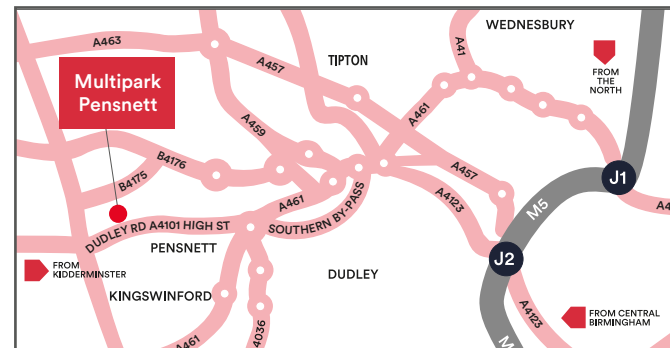 WEDNESBURY
A463
A41
TIPTON
A457
FROM
THE
NORTH
Multipark
Pensnett
A461
A459
B4176
A457
J1
B4175
A461
A4123
M5
A4
DUDLEY RD A4101 HIGH ST
SOUTHERN BY-PASS
PENSNETT
J2
DUDLEY
FROM
KIDDERMINSTER
KINGSWINFORD
A4123
FROM CENTRAL
BIRMINGHAM
A461
4036
M